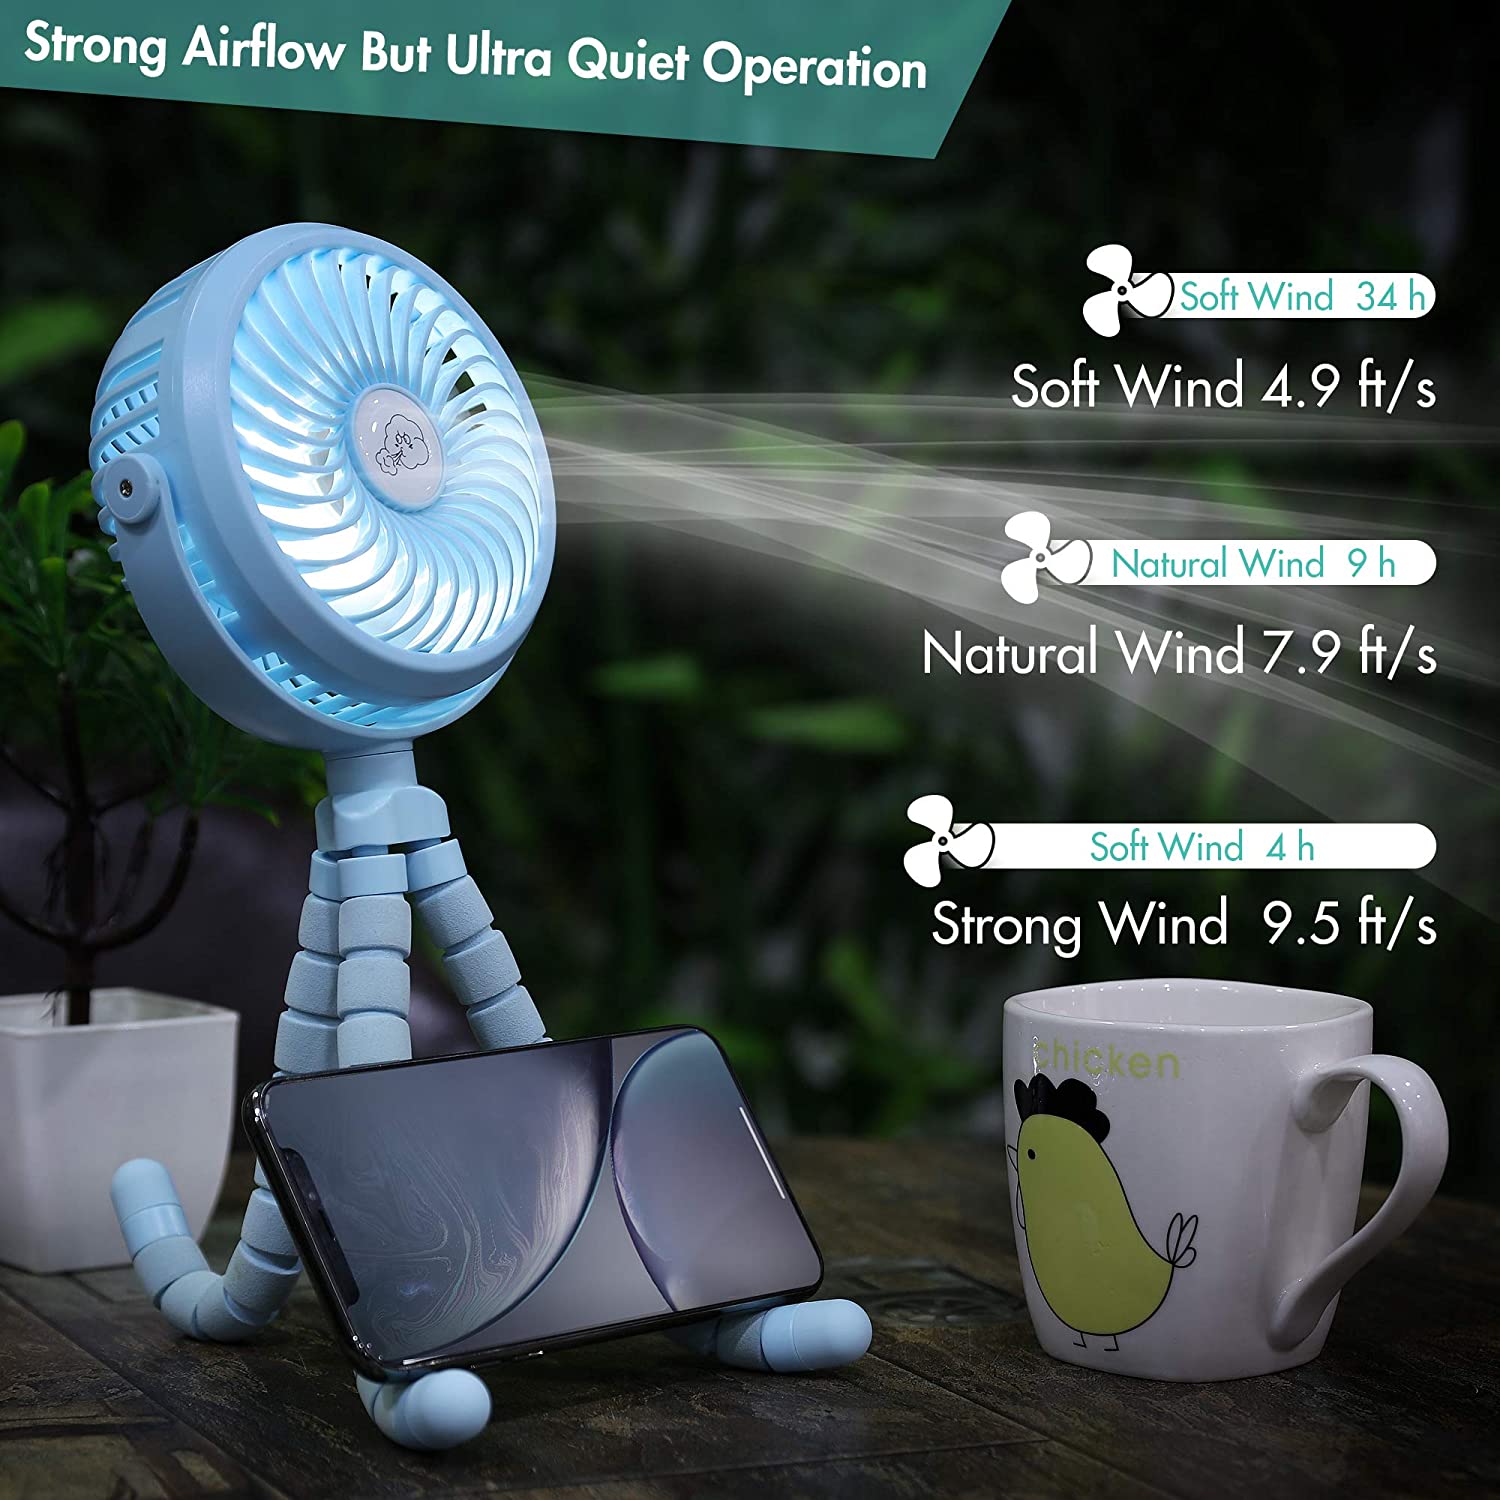 Strong Airflow But Ultra Quiet Operation
Soft Wind 34 h
Soft Wind 4.9 ft/s
Natural Wind 9 h
Natural Wind 7.9 ft/s
Soft Wind 4 h
Strong Wind 9.5 ft/s
chicken